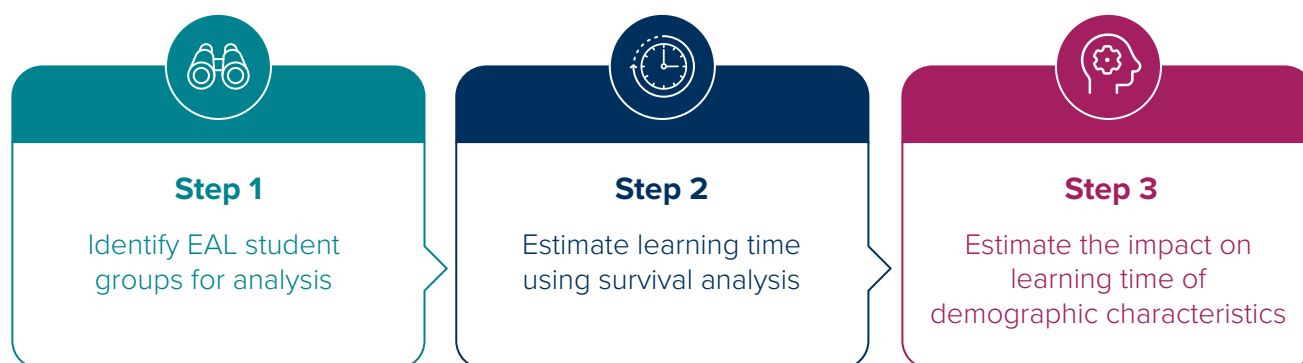 Step 1
Identify EAL student
groups for analysis
Step 2
Estimate learning time
using survival analysis
Step 3
Estimate the impact on
learning time of
demographic characteristics